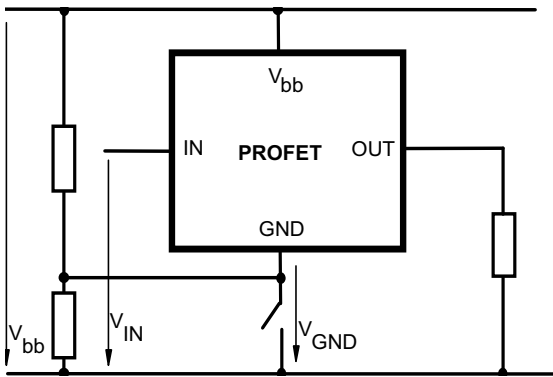 Vbb
IN
PROFET
OUT
GND
Vbb
VIN
VGND